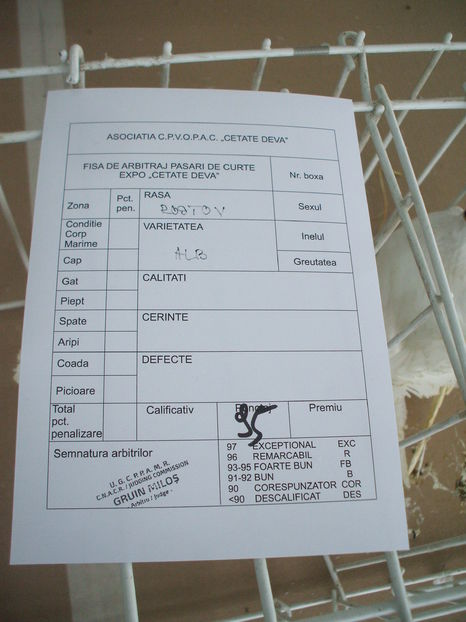 ASOCIATIA C.P.V.O.P.A.C. „CETATE DEVA"
FISA DE ARBITRAJ PASARI DE CURTE
EXPO „CETATE DEVA"
Nr. boxa
Zona
Pct. pen.
RASA
ROSTOV
Sexul
Conditie
Corp
Marime
VARIETATEA
ALB
Inelul
Cap
Greutatea
Gat
CALITATI
Piept
Spate
CERINTE
Aripi
Coada
DEFECTE
Picioare
Total
pct.
penalizare
Calificativ
Punctaj
95
Premiu
Semnatura arbitrilor
97 EXCEPTIONAL EXC
96 REMARCABIL R
93-95 FOARTE BUN FB
91-92 BUN B
90 CORESPUNZATOR COR
<90 DESCALIFICAT DES
U. G. C. P. P. A. M. R.
C.N.A.C.R. / JUDGING COMMISSION
GRUIN MILOŞ
- Arbitru / Judge -